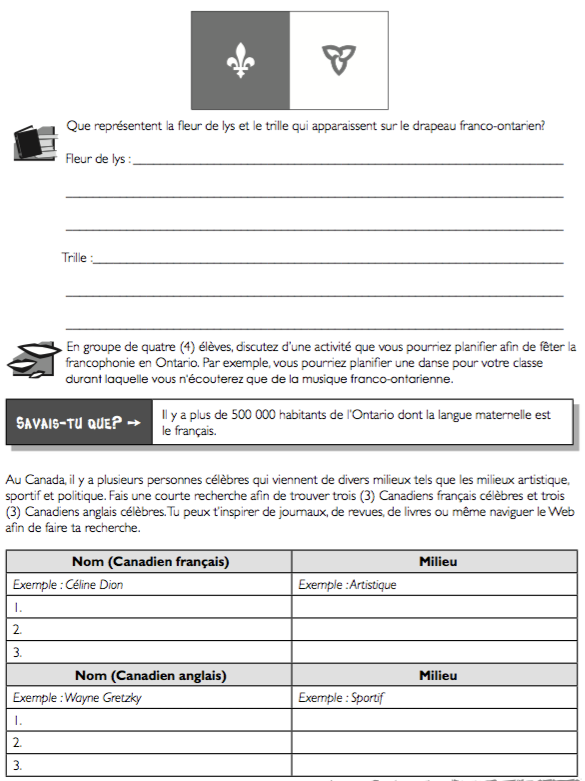 Que représentent la fleur de lys et le trille qui apparaissent sur le drapeau franco-ontarien?
Fleur de lys :
Trille :
En groupe de quatre (4) élèves, discutez d'une activité que vous pourriez planifier afin de fêter la
francophonie en Ontario. Par exemple, vous pourriez planifier une danse pour votre classe
durant laquelle vous n'écouterez que de la musique franco-ontarienne.
SAVAIS-TU QUE? →
Il y a plus de 500 000 habitants de l'Ontario dont la langue maternelle est
le français.
Au Canada, il y a plusieurs personnes célèbres qui viennent de divers milieux tels que les milieux artistique,
sportif et politique. Fais une courte recherche afin de trouver trois (3) Canadiens français célèbres et trois
(3) Canadiens anglais célèbres. Tu peux t'inspirer de journaux, de revues, de livres ou même naviguer le Web
afin de faire ta recherche.
Nom (Canadien français) Milieu
Exemple : Céline Dion Exemple : Artistique
1.
2.
3.
Nom (Canadien anglais) Milieu
Exemple : Wayne Gretzky Exemple : Sportif
1.
2.
3.